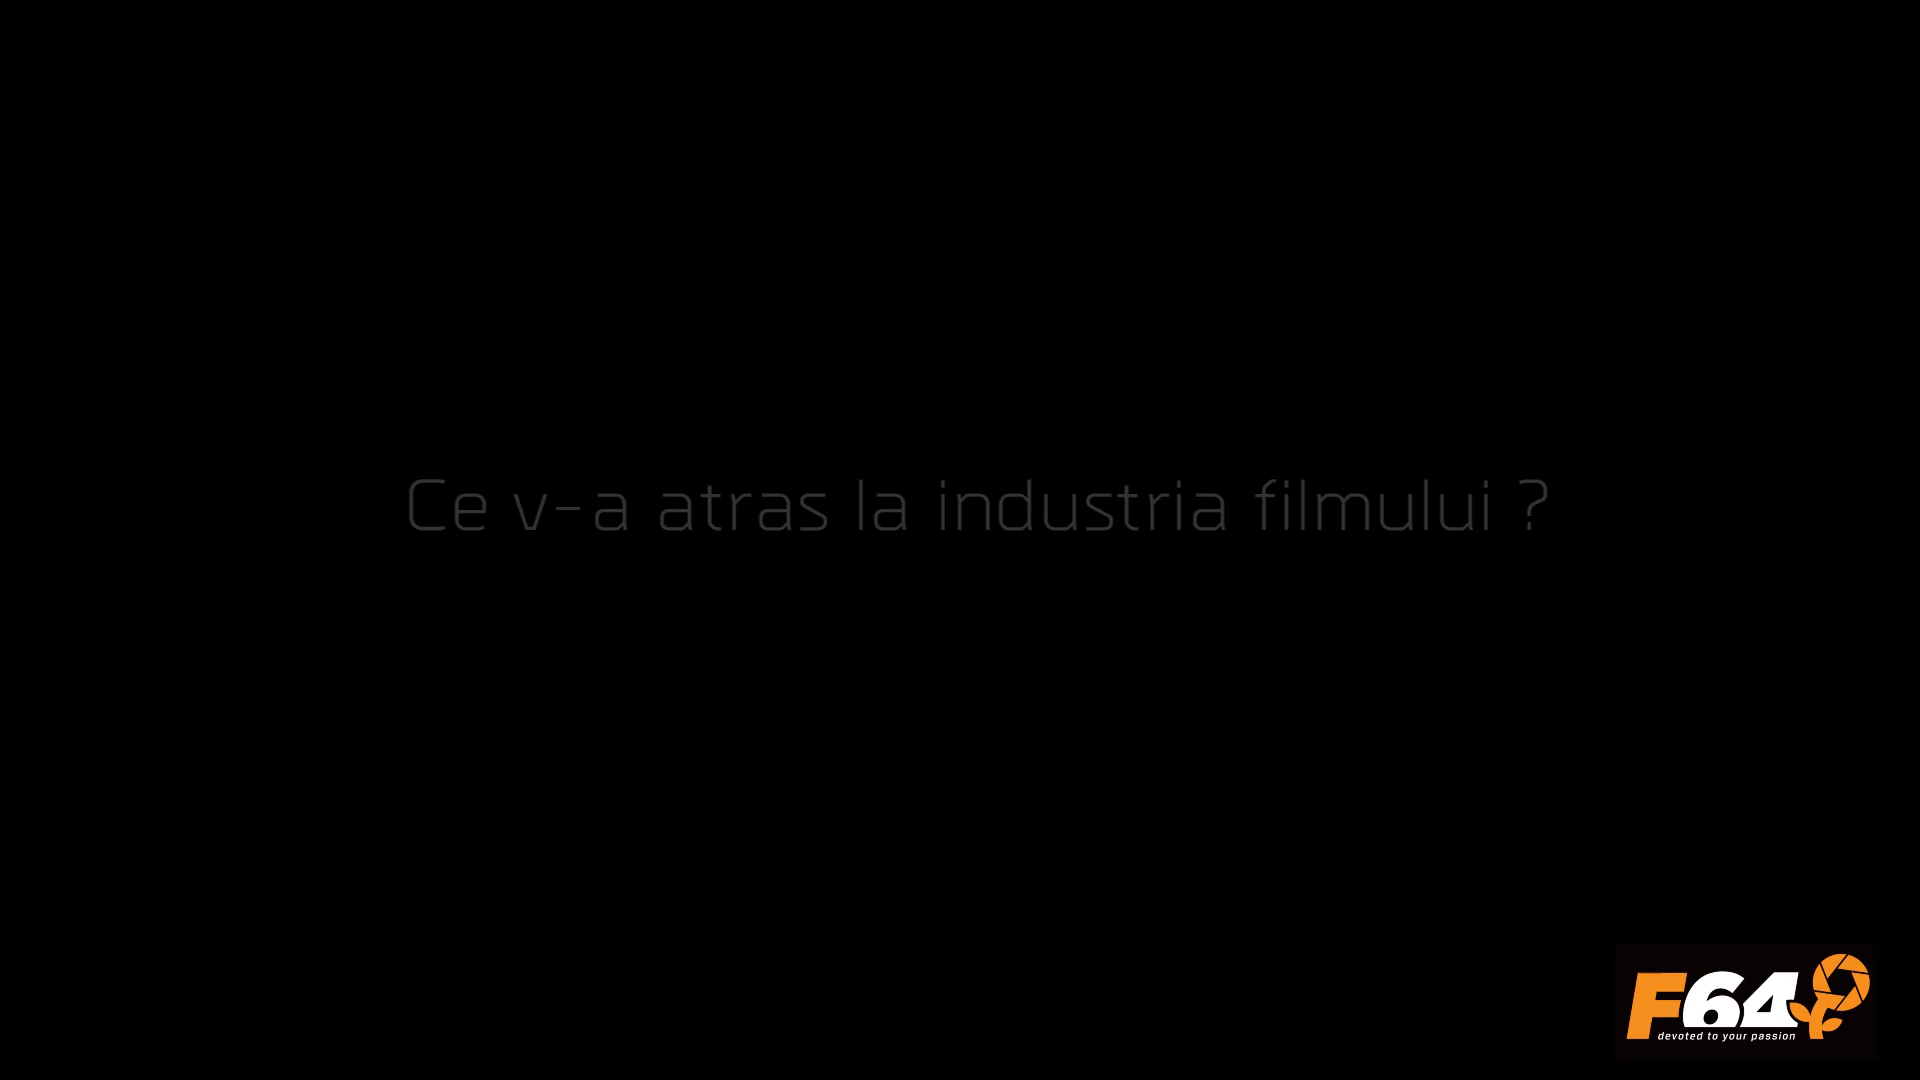 Ce v-a atras la industria filmului ?
F64
devoted to your passion